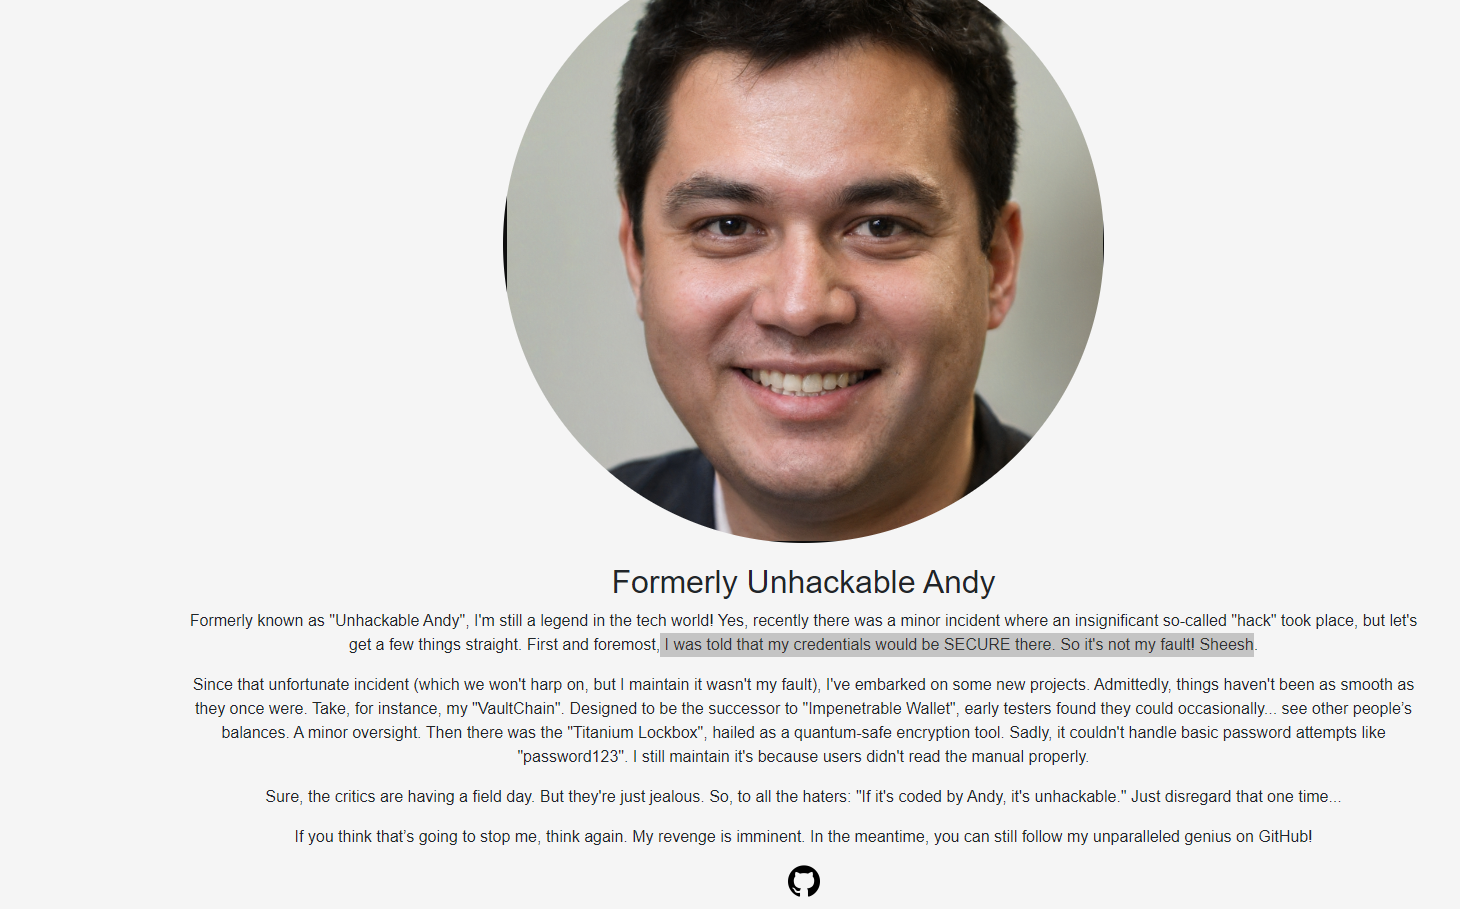 Formerly Unhackable Andy
Formerly known as "Unhackable Andy", I'm still a legend in the tech world! Yes, recently there was a minor incident where an insignificant so-called "hack" took place, but let's
get a few things straight. First and foremost, I was told that my credentials would be SECURE there. So it's not my fault! Sheesh.
Since that unfortunate incident (which we won't harp on, but I maintain it wasn't my fault), I've embarked on some new projects. Admittedly, things haven't been as smooth as
they once were. Take, for instance, my "VaultChain". Designed to be the successor to "Impenetrable Wallet", early testers found they could occasionally... see other people’s
balances. A minor oversight. Then there was the "Titanium Lockbox", hailed as a quantum-safe encryption tool. Sadly, it couldn't handle basic password attempts like
"password123". I still maintain it's because users didn't read the manual properly.
Sure, the critics are having a field day. But they're just jealous. So, to all the haters: "If it's coded by Andy, it's unhackable." Just disregard that one time...
If you think that’s going to stop me, think again. My revenge is imminent. In the meantime, you can still follow my unparalleled genius on GitHub!